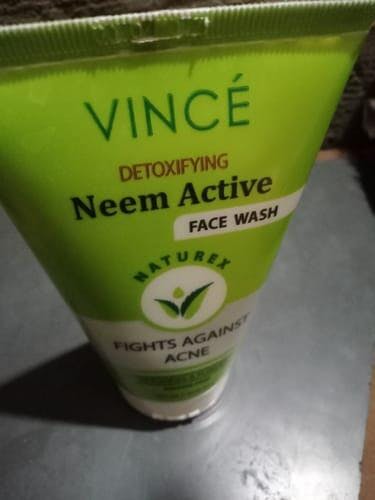 VINCÉ
DETOXIFYING
Neem Active
FACE WASH
NATUREX
FIGHTS AGAINST
ACNE